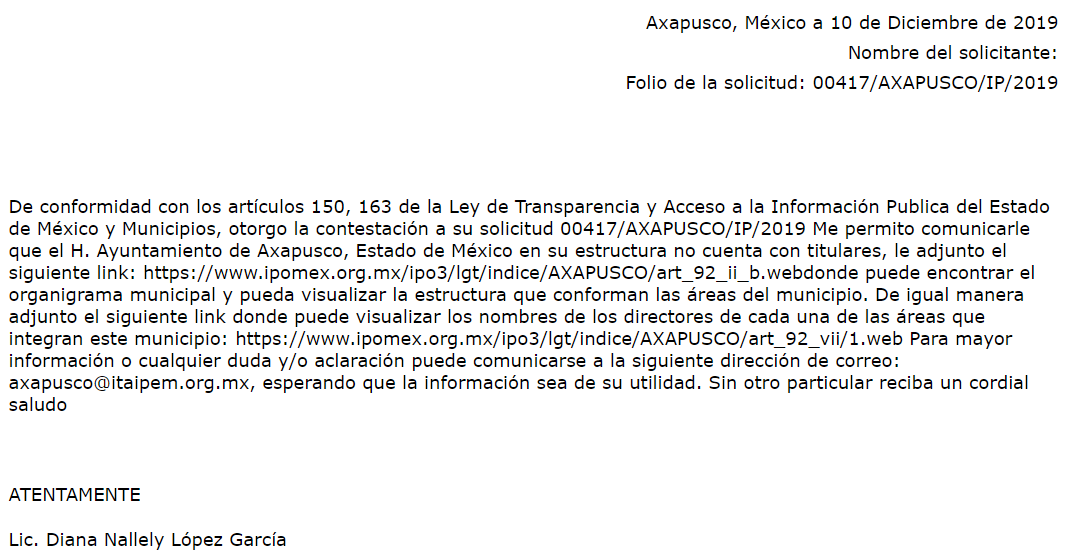 Axapusco, México a 10 de Diciembre de 2019
Nombre del solicitante:
Folio de la solicitud: 00417/AXAPUSCO/IP/2019
De conformidad con los artículos 150, 163 de la Ley de Transparencia y Acceso a la Información Publica del Estado
de México y Municipios, otorgo la contestación a su solicitud 00417/AXAPUSCO/IP/2019 Me permito comunicarle
que el H. Ayuntamiento de Axapusco, Estado de México en su estructura no cuenta con titulares, le adjunto el
siguiente link: https://www.ipomex.org.mx/ipo3/lgt/indice/AXAPUSCO/art_92_ii_b.webdonde puede encontrar el
organigrama municipal y pueda visualizar la estructura que conforman las áreas del municipio. De igual manera
adjunto el siguiente link donde puede visualizar los nombres de los directores de cada una de las áreas que
integran este municipio: https://www.ipomex.org.mx/ipo3/lgt/indice/AXAPUSCO/art_92_vii/1.web Para mayor
información o cualquier duda y/o aclaración puede comunicarse a la siguiente dirección de correo:
axapusco@itaipem.org.mx, esperando que la información sea de su utilidad. Sin otro particular reciba un cordial
saludo
ATENTAMENTE
Lic. Diana Nallely López García